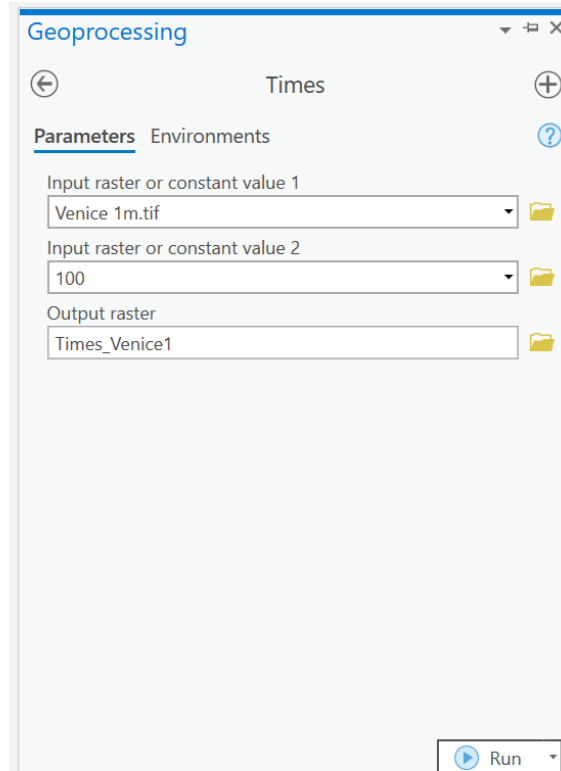 Geoprocessing
Times
Parameters Environments
Input raster or constant value 1
Venice 1m.tif
Input raster or constant value 2
100
Output raster
Times_Venice1
Run